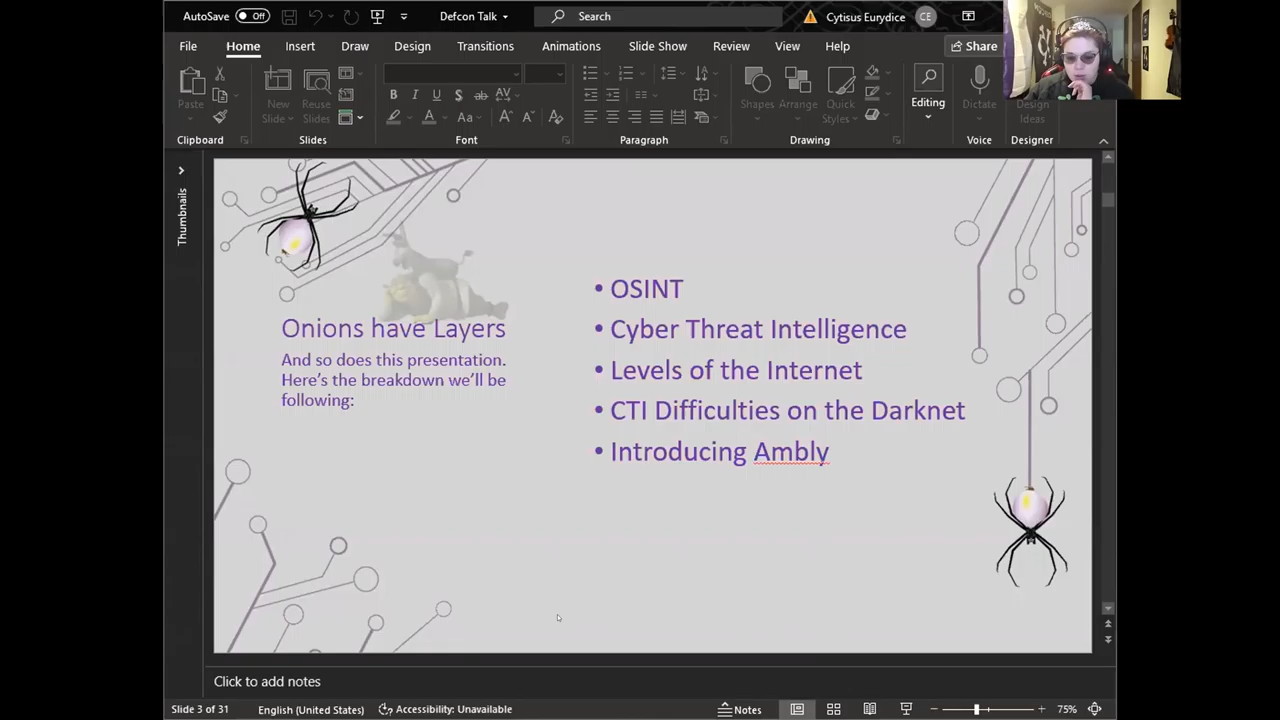 AutoSave Off
Defcon Talk
Search
Cytisus Eurydice CE
File Home Insert Draw Design Transitions Animations Slide Show Review View Help Share
Paste
New Slide
Reuse Slides
B I U S ab AV
A Aa A A A
Shapes
Arrange
Quick Styles
Editing
Dictate
Design Ideas
Clipboard Slides Font Paragraph Drawing Voice Designer
Thumbnails
Onions have Layers
And so does this presentation.
Here's the breakdown we'll be
following:
• OSINT
• Cyber Threat Intelligence
• Levels of the Internet
• CTI Difficulties on the Darknet
• Introducing Ambly
Click to add notes
Slide 3 of 31 English (United States) Accessibility: Unavailable Notes 75%